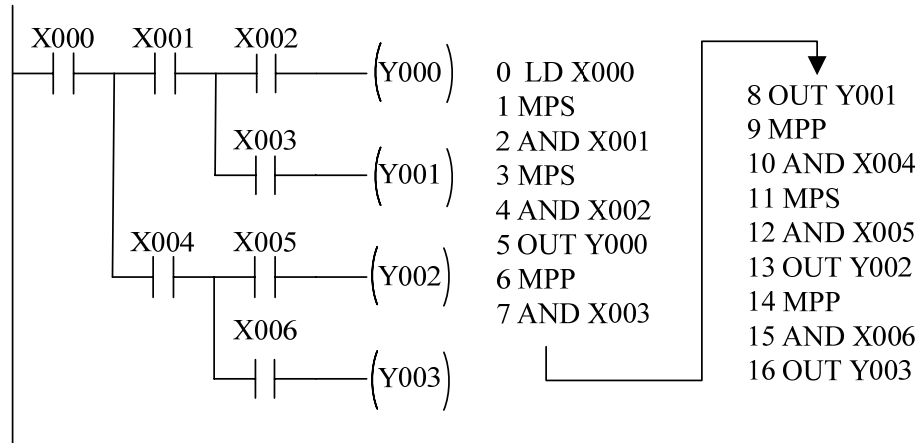 X000 X001 X002
Y000
X003
Y001
X004 X005
Y002
X006
Y003
0 LD X000
1 MPS
2 AND X001
3 MPS
4 AND X002
5 OUT Y000
6 MPP
7 AND X003
8 OUT Y001
9 MPP
10 AND X004
11 MPS
12 AND X005
13 OUT Y002
14 MPP
15 AND X006
16 OUT Y003